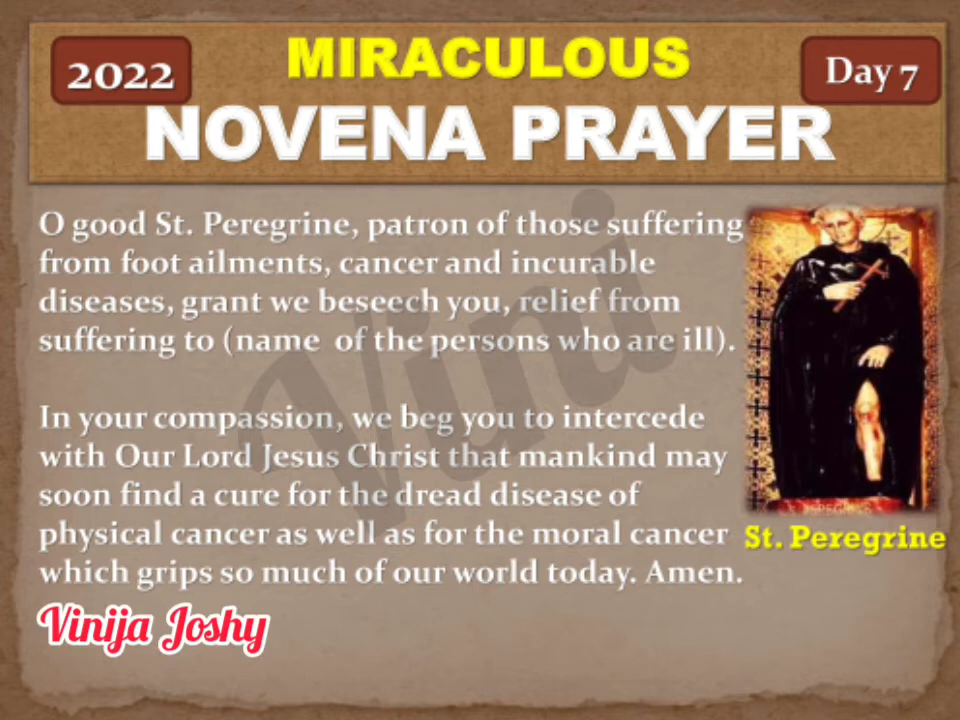 2022
MIRACULOUS
Day 7
NOVENA PRAYER
O good St. Peregrine, patron of those suffering
from foot ailments, cancer and incurable
diseases, grant we beseech you, relief from
suffering to (name of the persons who are ill).
In your compassion, we beg you to intercede
with Our Lord Jesus Christ that mankind may
soon find a cure for the dread disease of
physical cancer as well as for the moral cancer
which grips so much of our world today. Amen.
St. Peregrine
Vinija Joshy
Vini